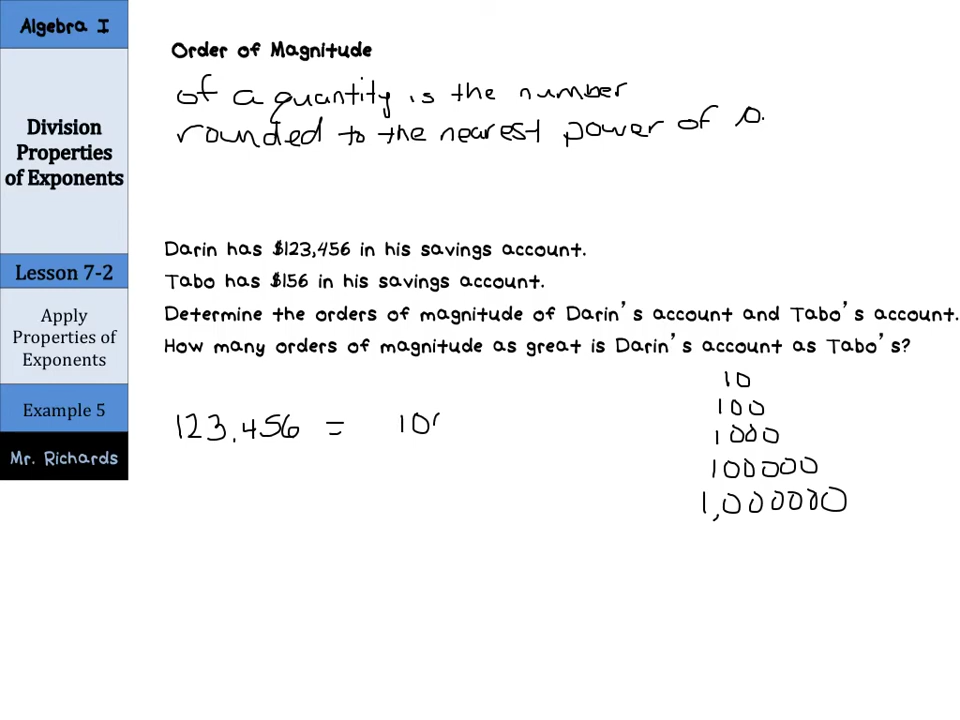 Algebra I
Division
Properties
of Exponents
Lesson 7-2
Apply
Properties of
Exponents
Example 5
Mr. Richards
Order of Magnitude
of a quantity is the number
rounded to the nearest power of 10.
Darin has $123,456 in his savings account.
Tabo has $156 in his savings account.
Determine the orders of magnitude of Darin's account and Tabo's account.
How many orders of magnitude as great is Darin's account as Tabo's?
10
100
1000
100000
1,000000
123,456 = 10